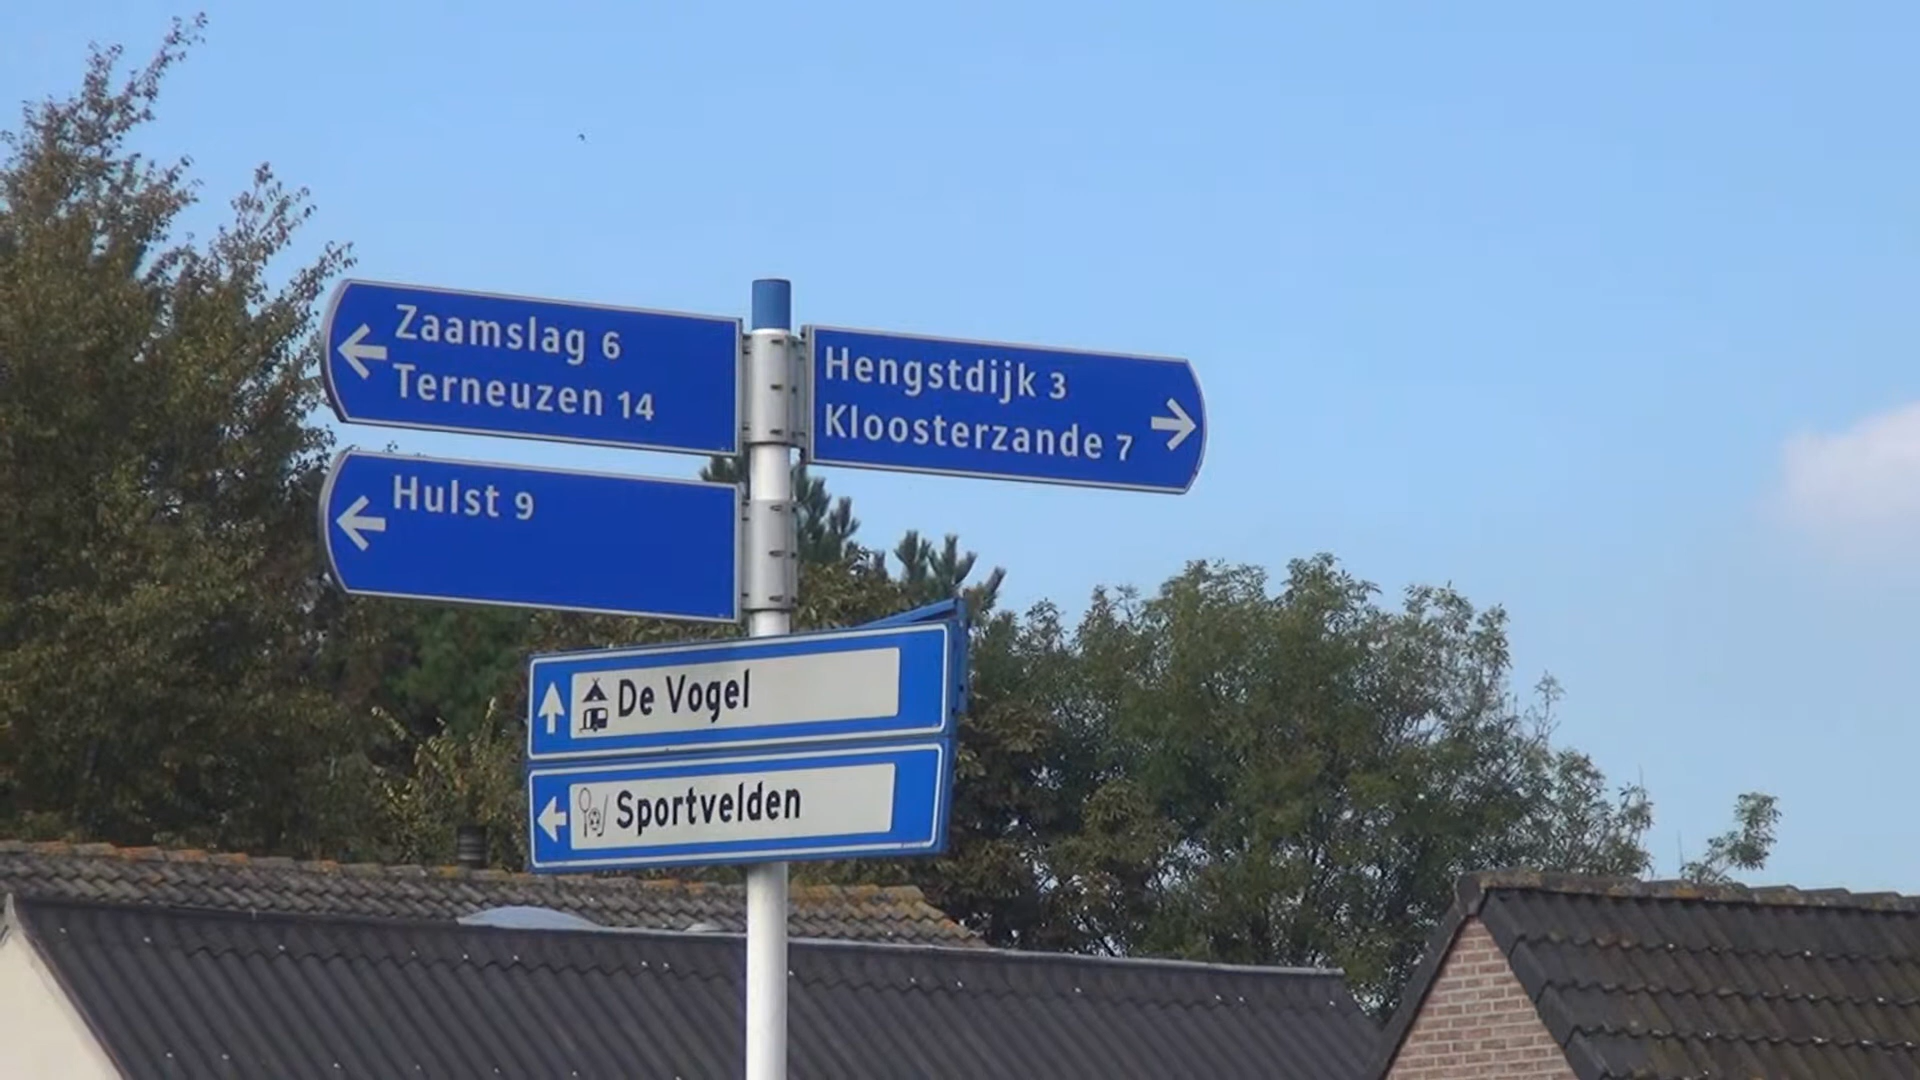 Zaamslag 6
Terneuzen 14
Hengstdijk 3
Kloosterzande 7
Hulst 9
De Vogel
Sportvelden